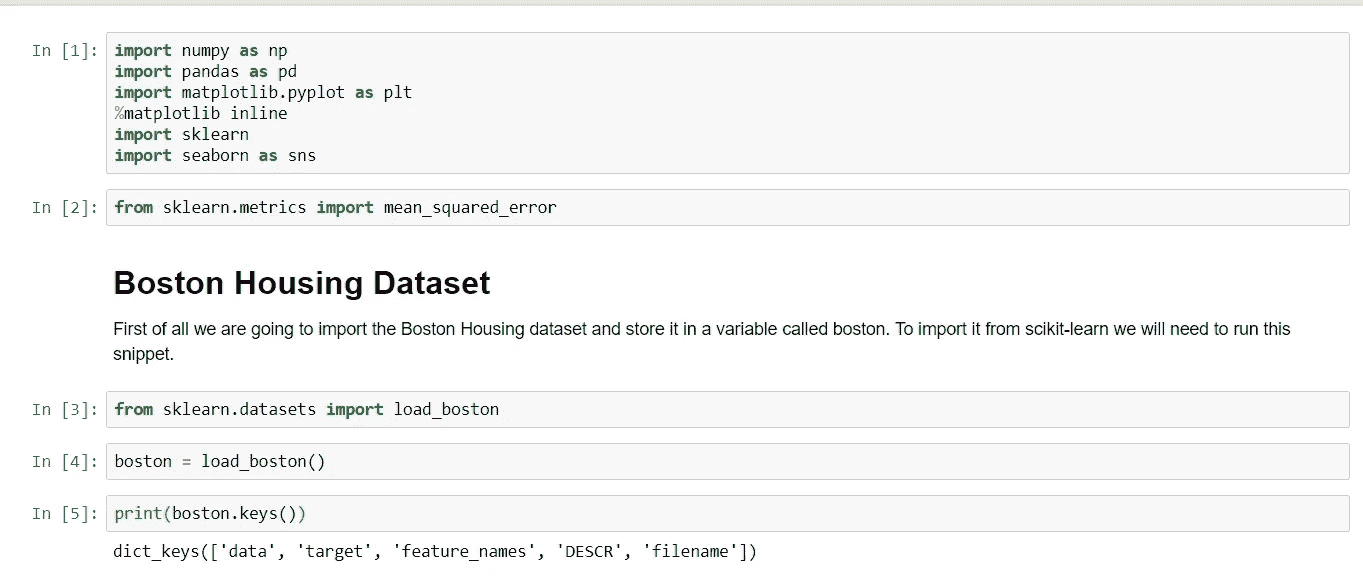 In [1]: import numpy as np
import pandas as pd
import matplotlib.pyplot as plt
%matplotlib inline
import sklearn
import seaborn as sns
In [2]: from sklearn.metrics import mean_squared_error
Boston Housing Dataset
First of all we are going to import the Boston Housing dataset and store it in a variable called boston. To import it from scikit-learn we will need to run this
snippet.
In [3]: from sklearn.datasets import load_boston
In [4]: boston = load_boston()
In [5]: print(boston.keys())
dict_keys(['data', 'target', 'feature_names', 'DESCR', 'filename'])